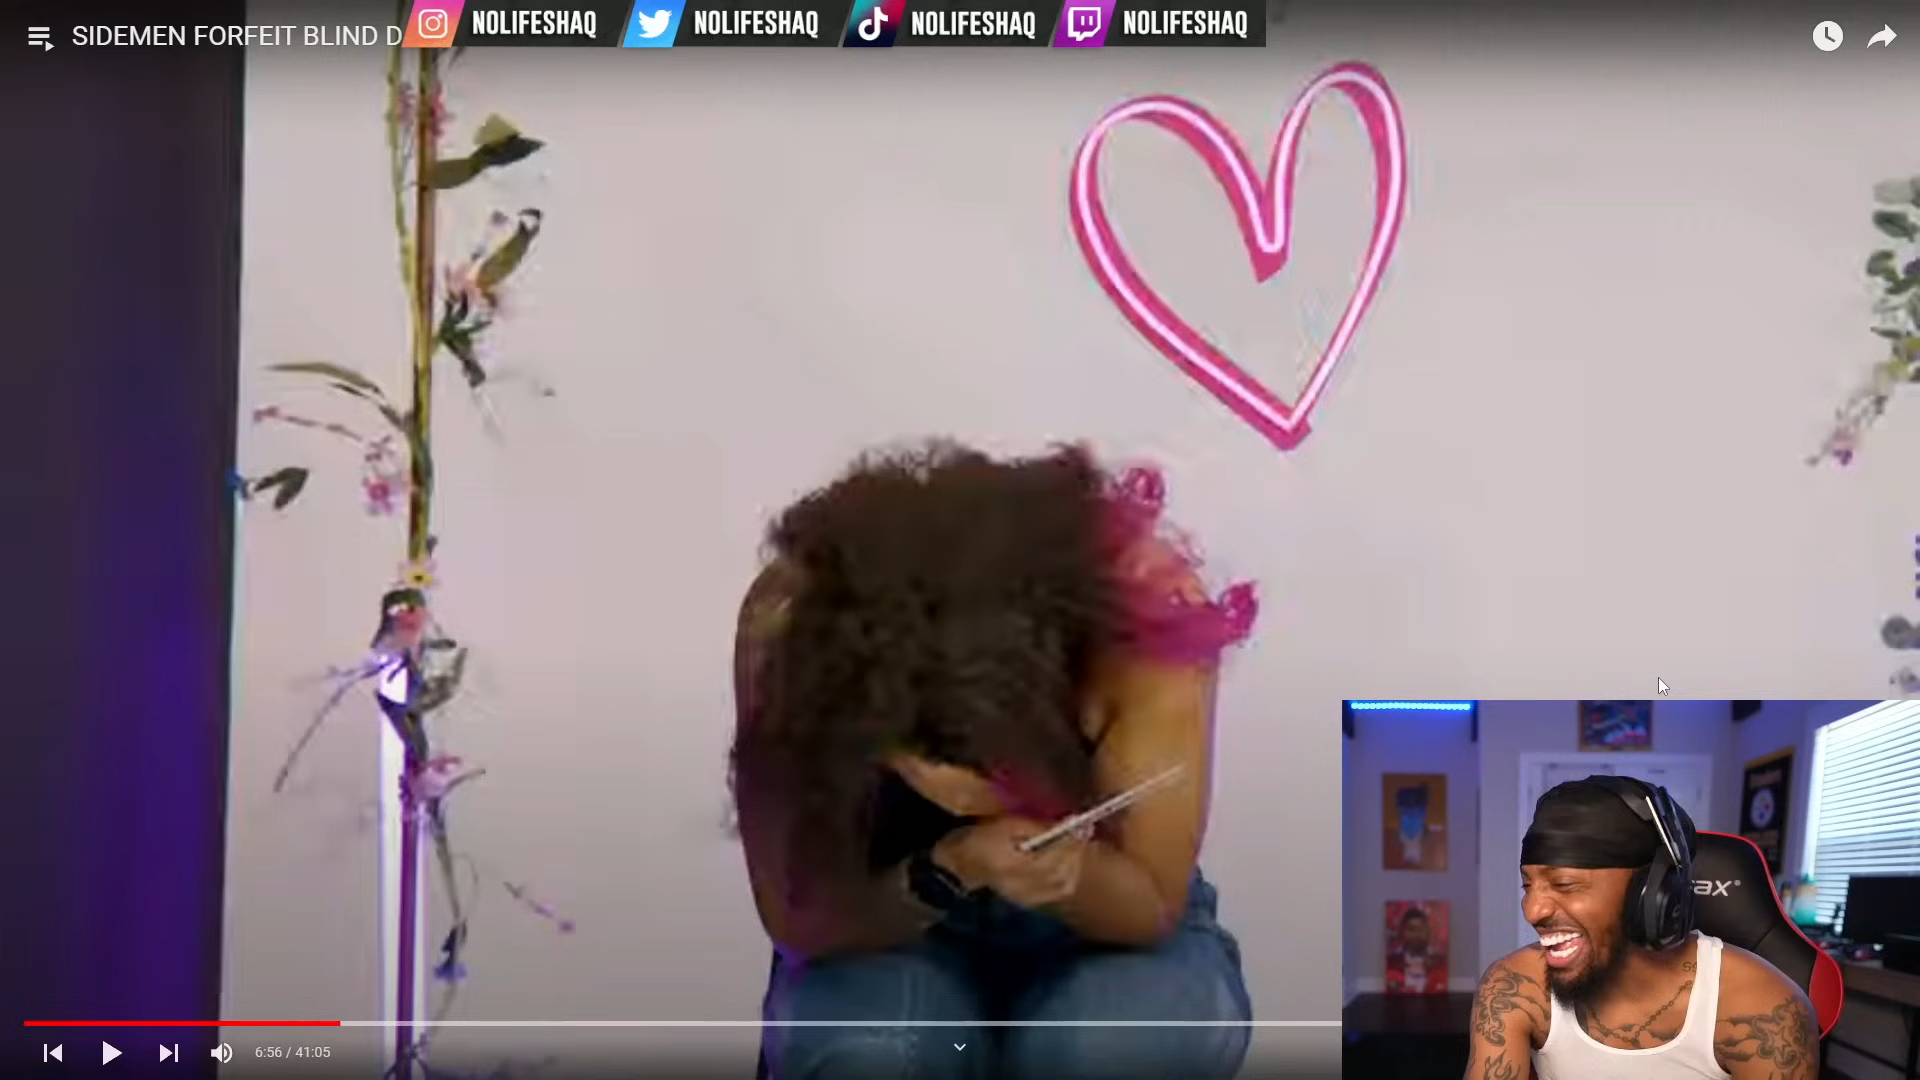 SIDEMEN FORFEIT BLIND D
NOLIFESHAQ
NOLIFESHAQ
NOLIFESHAQ
NOLIFESHAQ
6:56 / 41:05